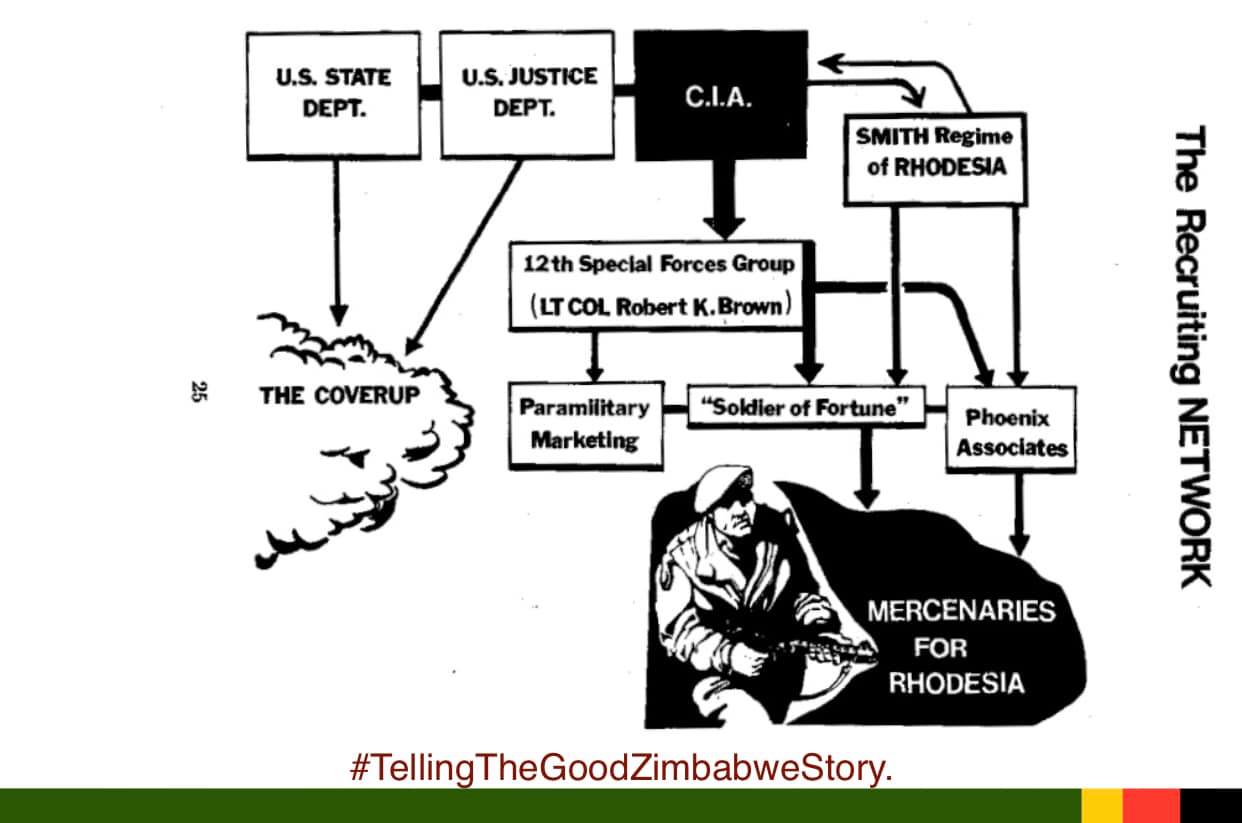 U.S. STATE
DEPT.
U.S. JUSTICE
DEPT.
C.I.A.
SMITH Regime
of RHODESIA
12th Special Forces Group
(LT COL Robert K. Brown)
THE COVERUP
Paramilitary
Marketing
"Soldier of Fortune"
Phoenix
Associates
MERCENARIES
FOR
RHODESIA
The Recruiting NETWORK
25
#TellingTheGoodZimbabweStory.